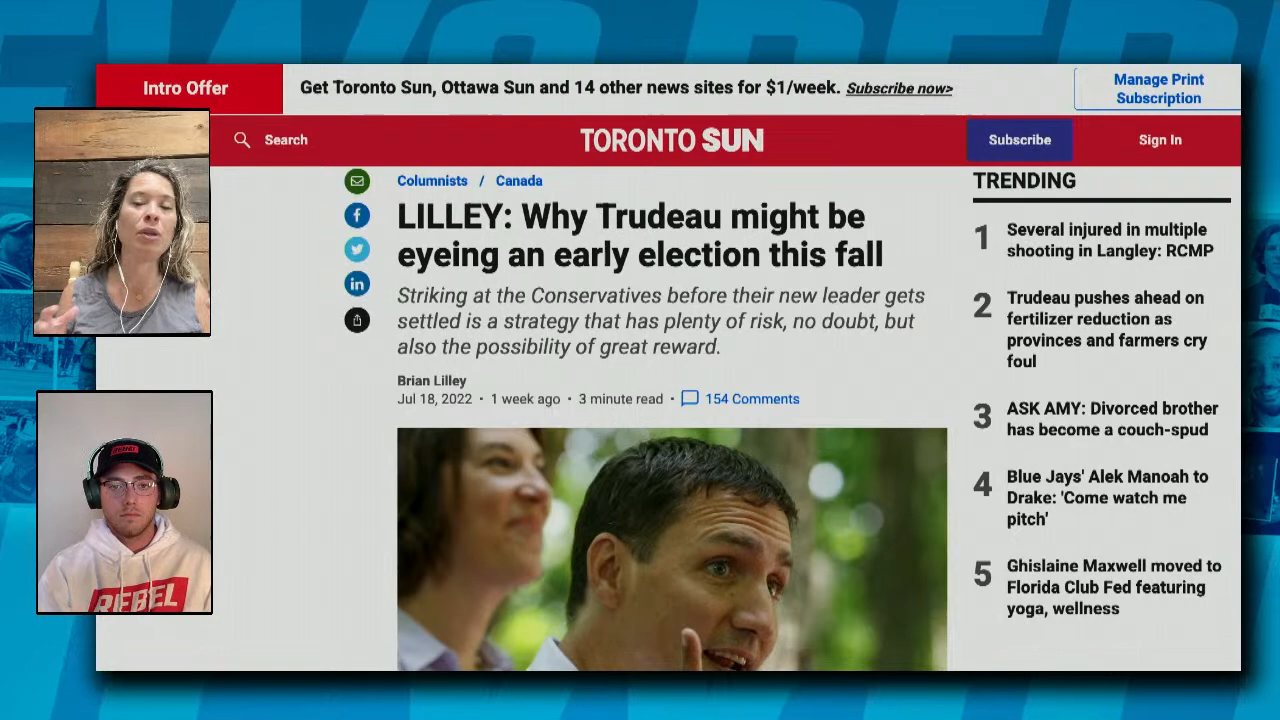 Intro Offer
Get Toronto Sun, Ottawa Sun and 14 other news sites for $1/week. Subscribe now>
Manage Print
Subscription
Search
TORONTO SUN
Subscribe
Sign In
Columnists / Canada
LILLEY: Why Trudeau might be
eyeing an early election this fall
Striking at the Conservatives before their new leader gets
settled is a strategy that has plenty of risk, no doubt, but
also the possibility of great reward.
Brian Lilley
Jul 18, 2022 • 1 week ago • 3 minute read • 154 Comments
TRENDING
1 Several injured in multiple
shooting in Langley: RCMP
2 Trudeau pushes ahead on
fertilizer reduction as
provinces and farmers cry
foul
3 ASK AMY: Divorced brother
has become a couch-spud
4 Blue Jays' Alek Manoah to
Drake: 'Come watch me
pitch'
5 Ghislaine Maxwell moved to
Florida Club Fed featuring
yoga, wellness
REBEL